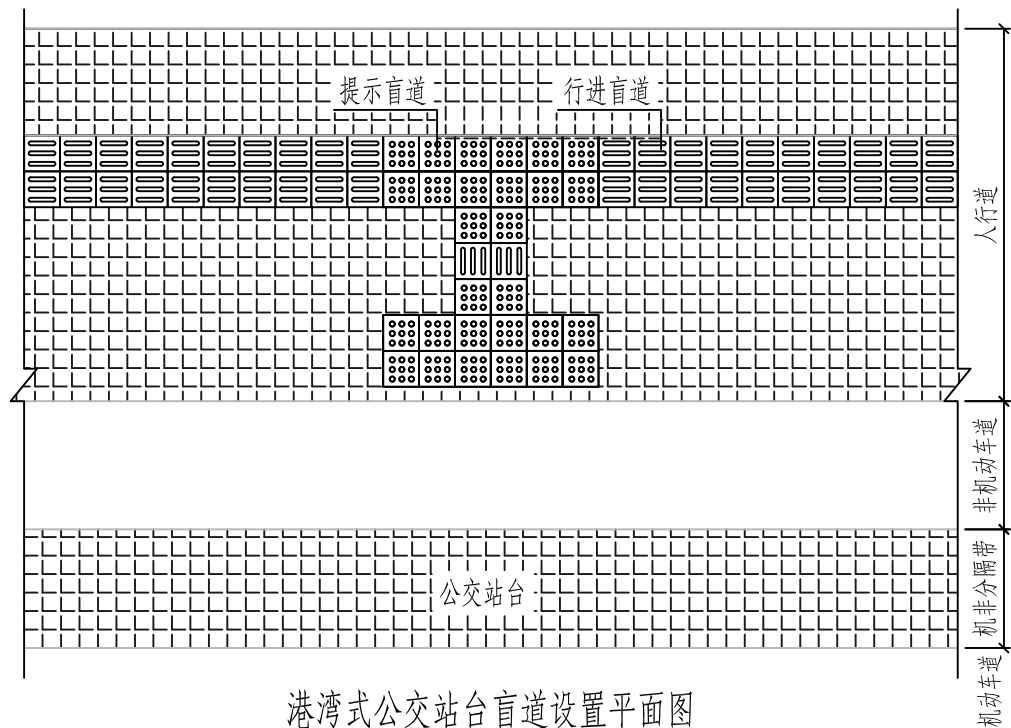 提示盲道
行进盲道
人行道
非机动车道
机非分隔带
公交站台
机动车道
港湾式公交站台盲道设置平面图